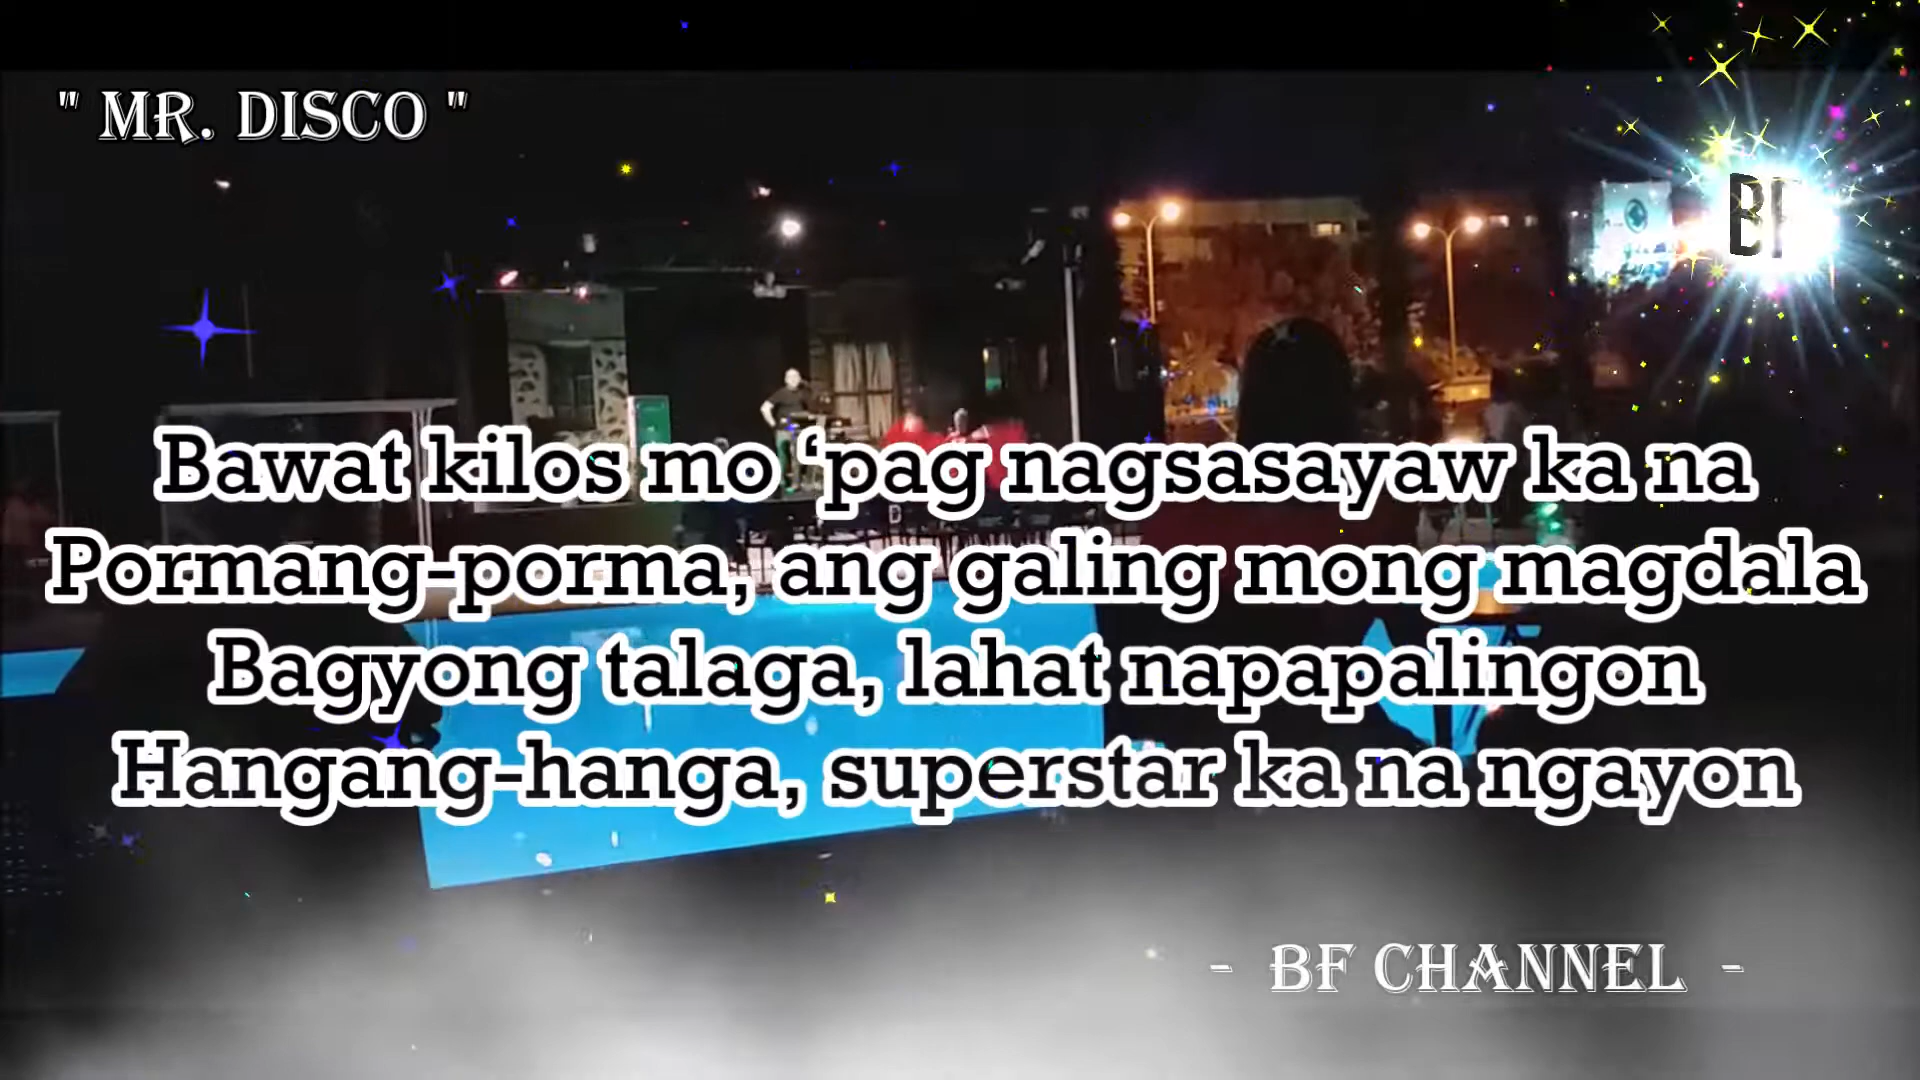 " MR. DISCO "
BF
Bawat kilos mo ‘pag nagsasayaw ka na
Pormang-porma, ang galing mong magdala
Bagyong talaga, lahat napapalingon
Hangang-hanga, superstar ka na ngayon
- BF CHANNEL -